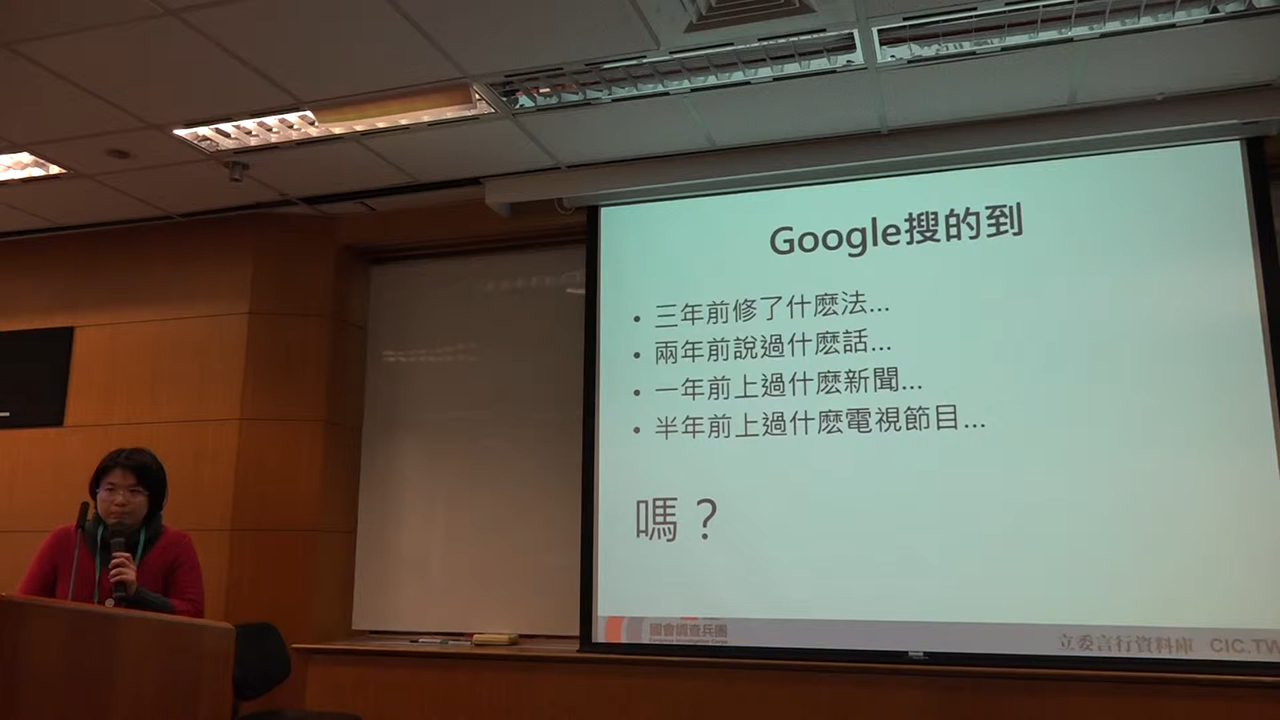 Google搜的到
• 三年前修了什麼法...
• 兩年前說過什麼話...
• 一年前上過什麼新聞...
• 半年前上過什麼電視節目...
嗎？
國會調查兵團
Congress Investigation Corps
立委言行資料庫 CIC.TW